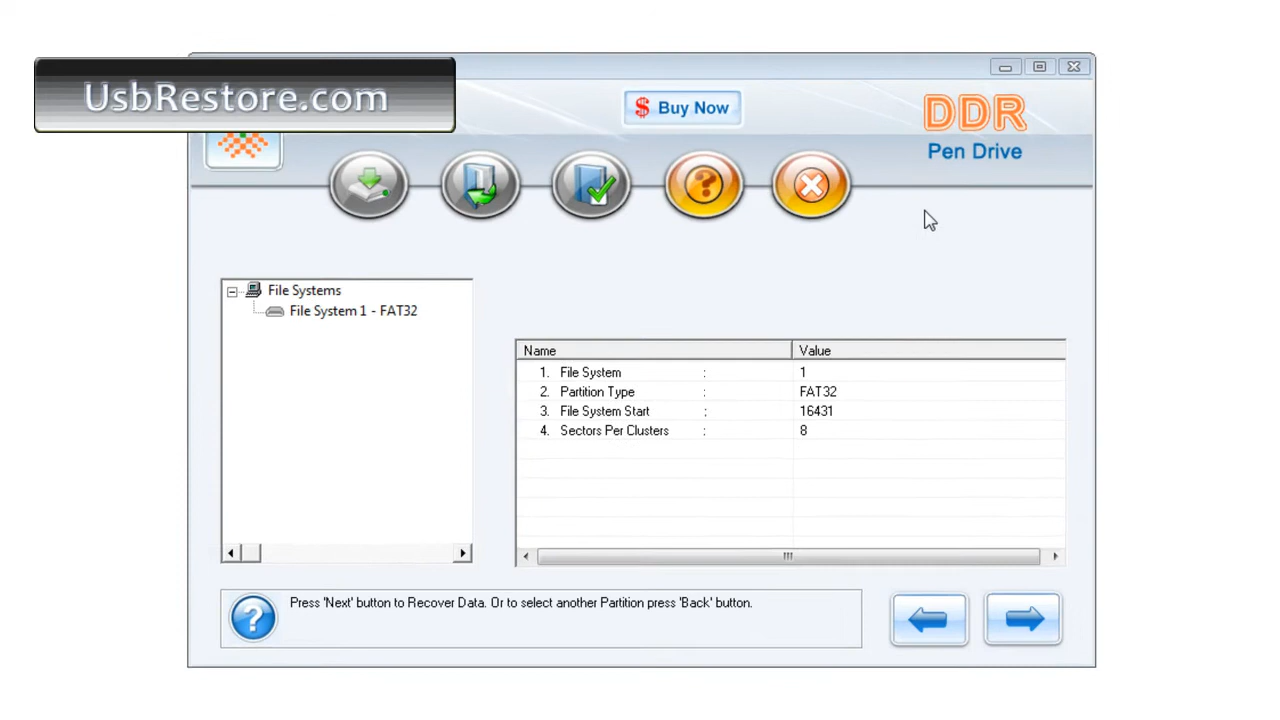 UsbRestore.com
$ Buy Now
DDR
Pen Drive
File Systems
File System 1 - FAT32
Name Value
1. File System : 1
2. Partition Type : FAT32
3. File System Start : 16431
4. Sectors Per Clusters : 8
Press 'Next' button to Recover Data. Or to select another Partition press 'Back' button.